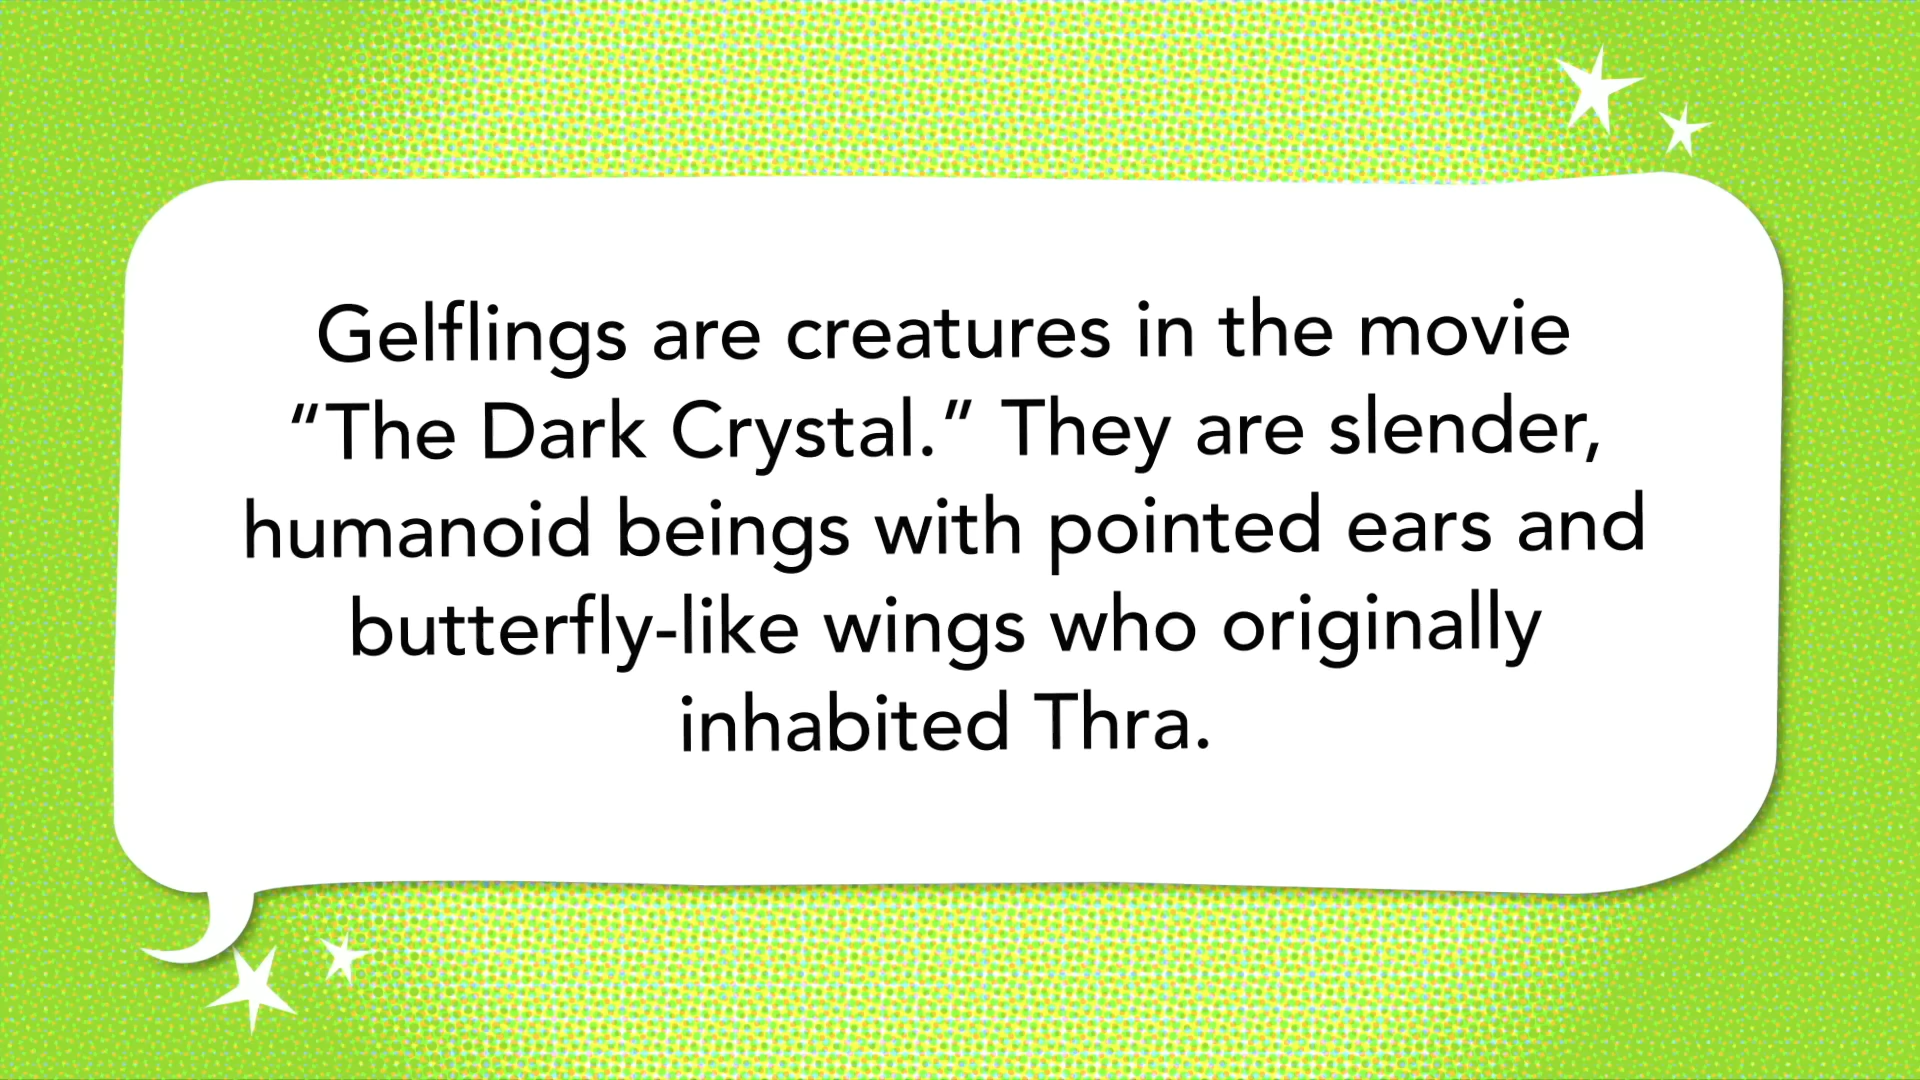 Gelflings are creatures in the movie
“The Dark Crystal.” They are slender,
humanoid beings with pointed ears and
butterfly-like wings who originally
inhabited Thra.